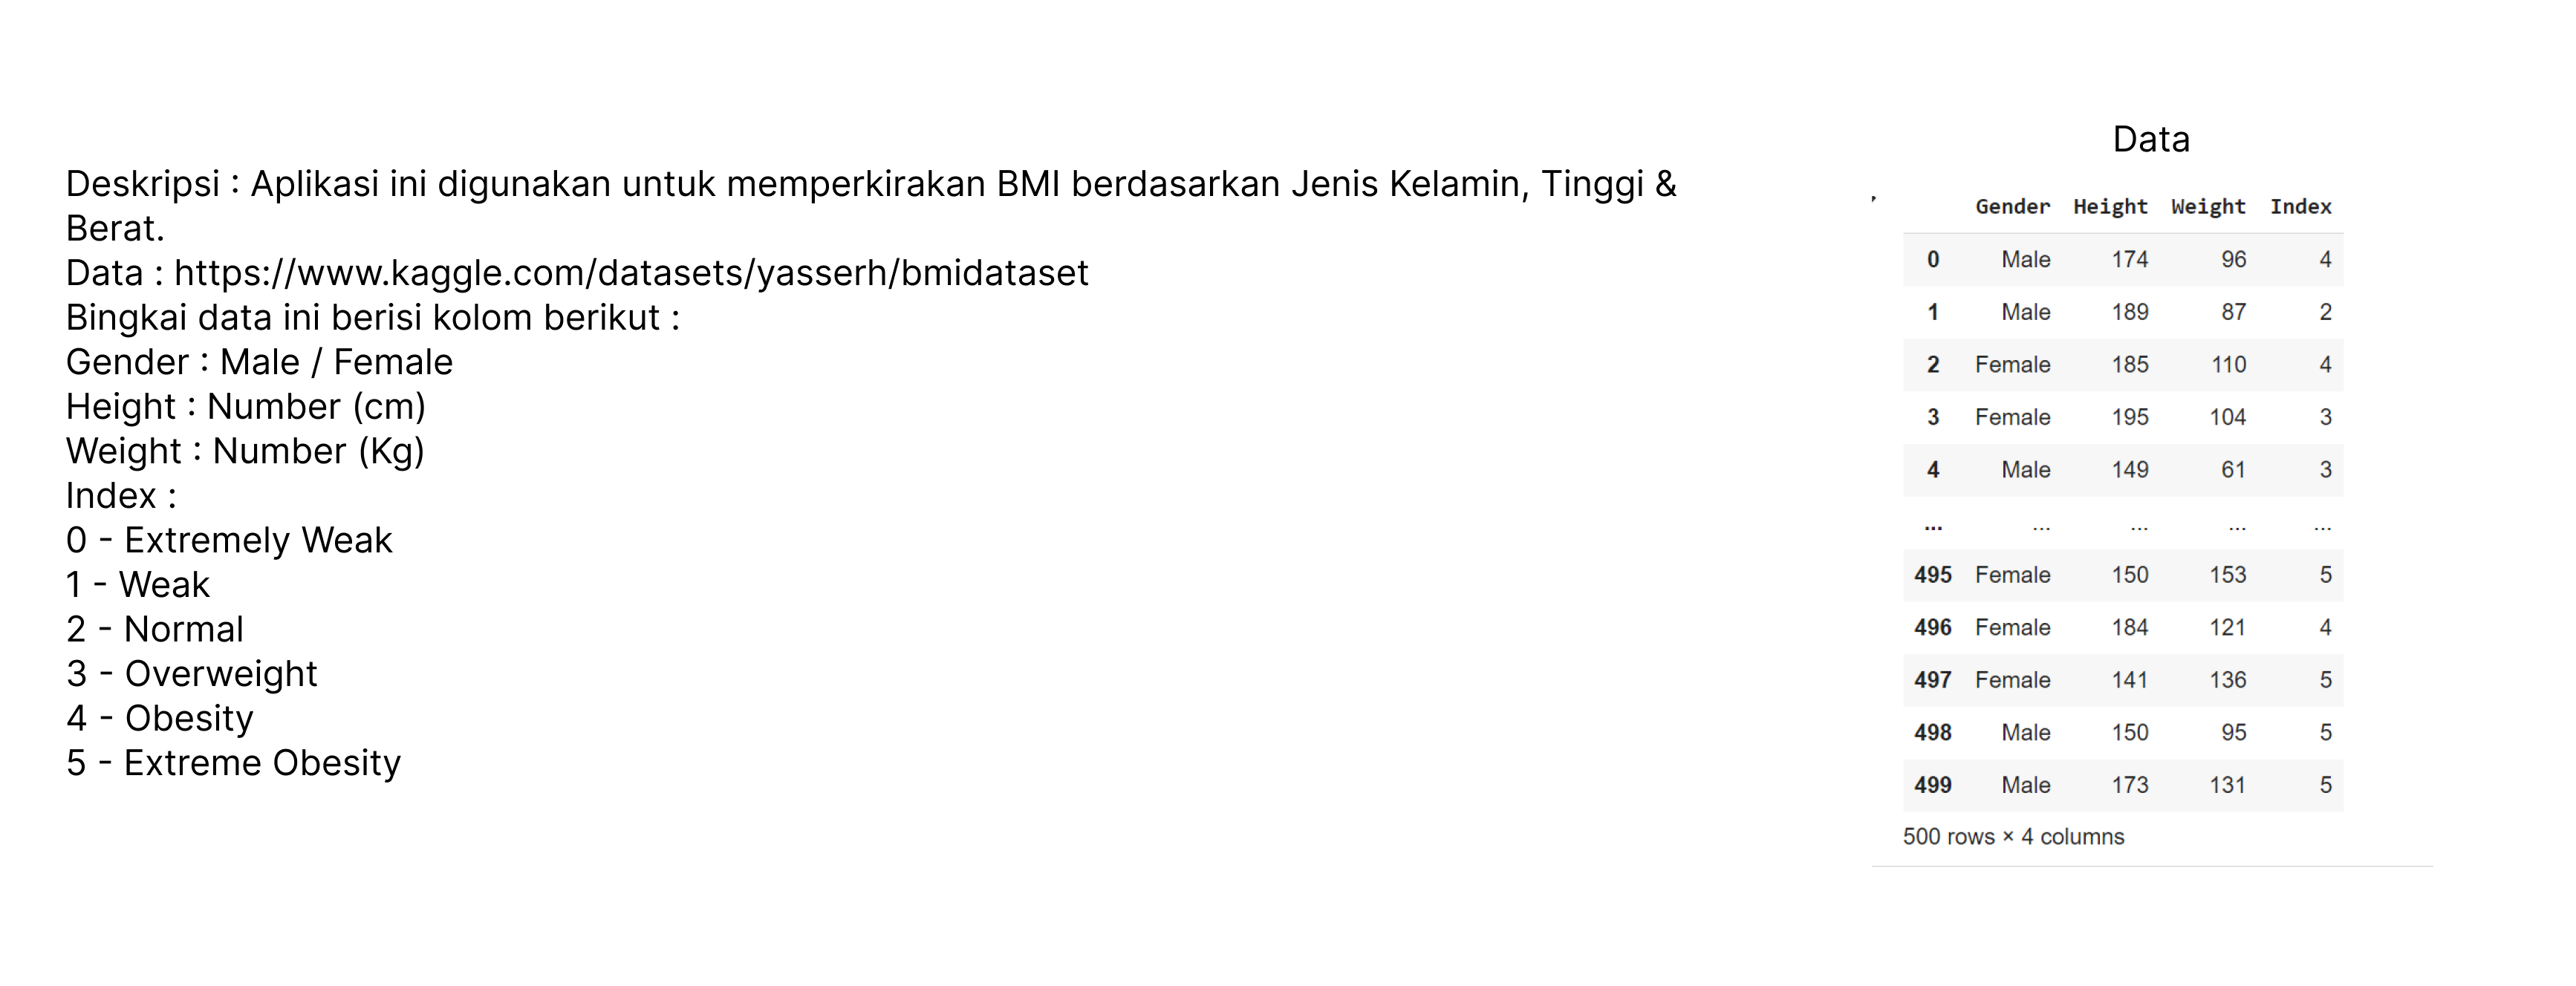 Deskripsi : Aplikasi ini digunakan untuk memperkirakan BMI berdasarkan Jenis Kelamin, Tinggi &
Berat.
Data : https://www.kaggle.com/datasets/yasserh/bmidataset
Bingkai data ini berisi kolom berikut :
Gender : Male / Female
Height : Number (cm)
Weight : Number (Kg)
Index :
0 - Extremely Weak
1 - Weak
2 - Normal
3 - Overweight
4 - Obesity
5 - Extreme Obesity
Data
Gender Height Weight Index
0 Male 174 96 4
1 Male 189 87 2
2 Female 185 110 4
3 Female 195 104 3
4 Male 149 61 3
... ... ... ... ...
495 Female 150 153 5
496 Female 184 121 4
497 Female 141 136 5
498 Male 150 95 5
499 Male 173 131 5
500 rows × 4 columns